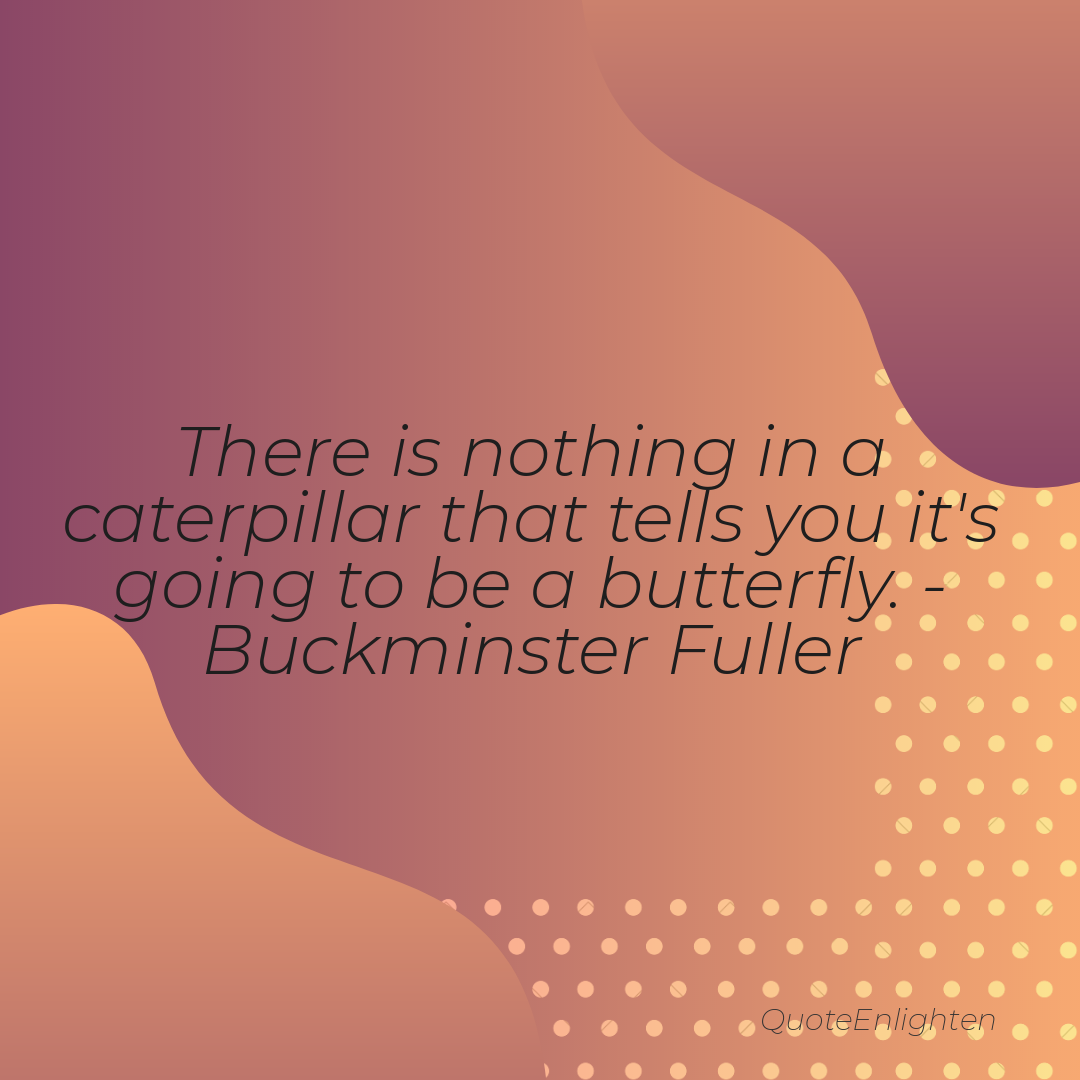 There is nothing in a
caterpillar that tells you it's
going to be a butterfly. -
Buckminster Fuller
QuoteEnlighten